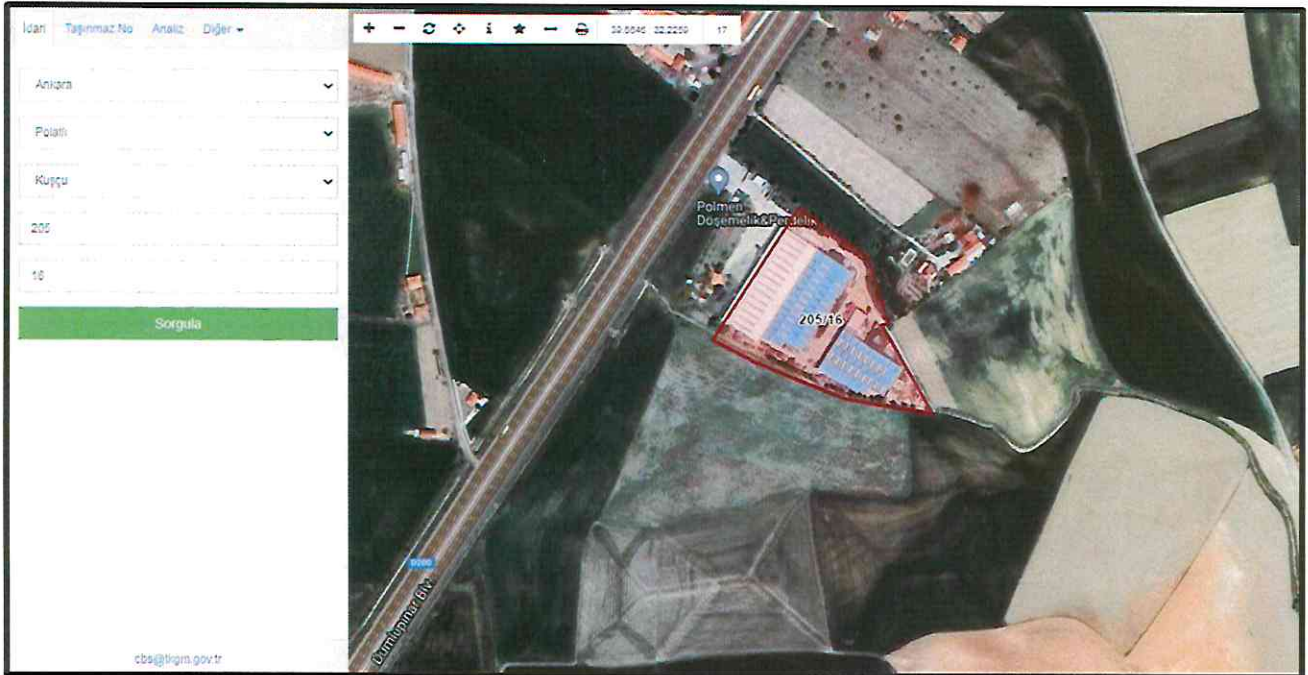 İdari Taşınmaz No Analiz Diğer
Ankara
Polatlı
Kuşçu
205
16
Sorgula
cbs@tkgm.gov.tr
17
Polmen
Döşemelik&Perdelik
205/16
D200
Dumlupınar Blv.